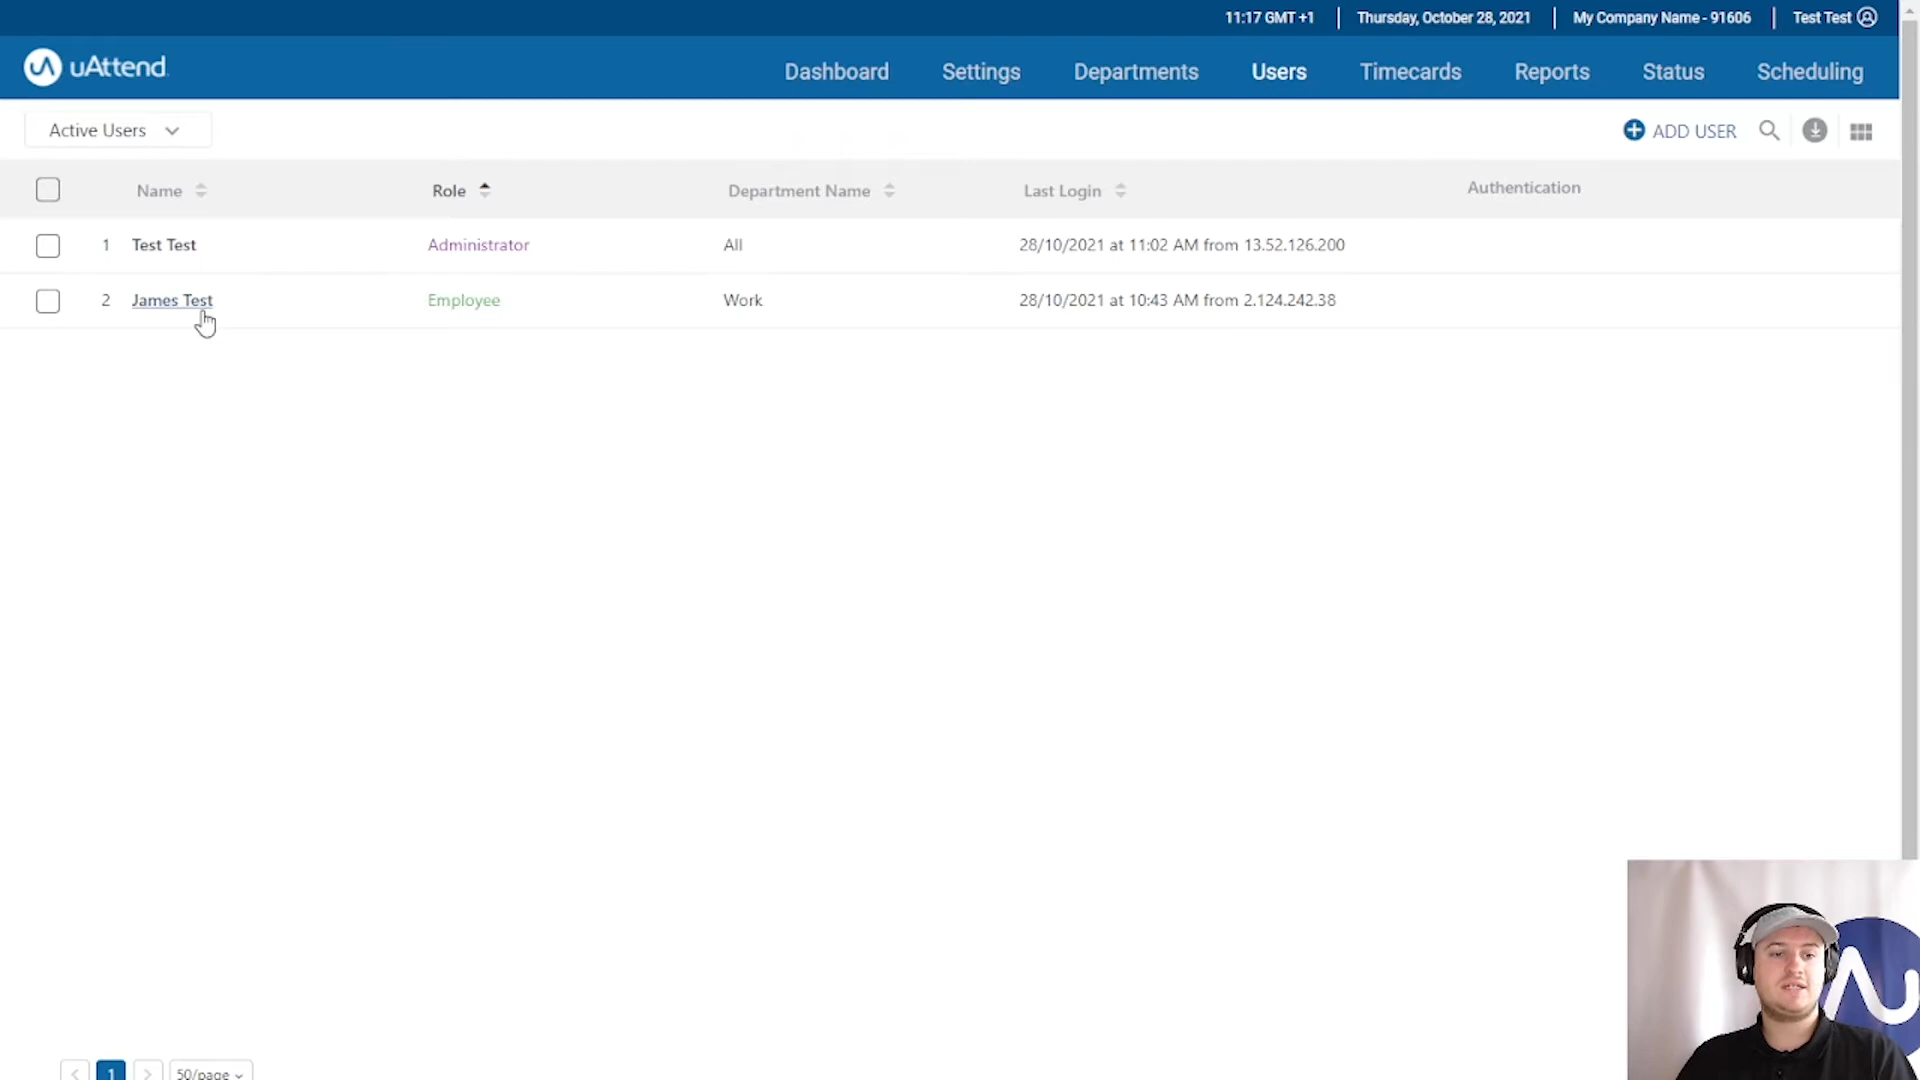 11:17 GMT +1 Thursday, October 28, 2021 My Company Name - 91606 Test Test
uAttend Dashboard Settings Departments Users Timecards Reports Status Scheduling
Active Users ADD USER
Name Role Department Name Last Login Authentication
1 Test Test Administrator All 28/10/2021 at 11:02 AM from 13.52.126.200
2 James Test Employee Work 28/10/2021 at 10:43 AM from 2.124.242.38
1 50/page